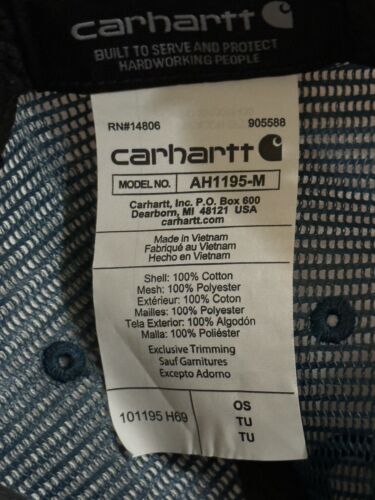 carhartt
BUILT TO SERVE AND PROTECT
HARDWORKING PEOPLE
RN#14806 905588
carhartt
MODEL NO. AH1195-M
Carhartt, Inc. P.O. Box 600
Dearborn, MI 48121 USA
carhartt.com
Made in Vietnam
Fabriqué au Vietnam
Hecho en Vietnam
Shell: 100% Cotton
Mesh: 100% Polyester
Extérieur: 100% Coton
Mailles: 100% Polyester
Tela Exterior: 100% Algodón
Malla: 100% Poliéster
Exclusive Trimming
Sauf Garnitures
Excepto Adorno
101195 H69
OS
TU
TU